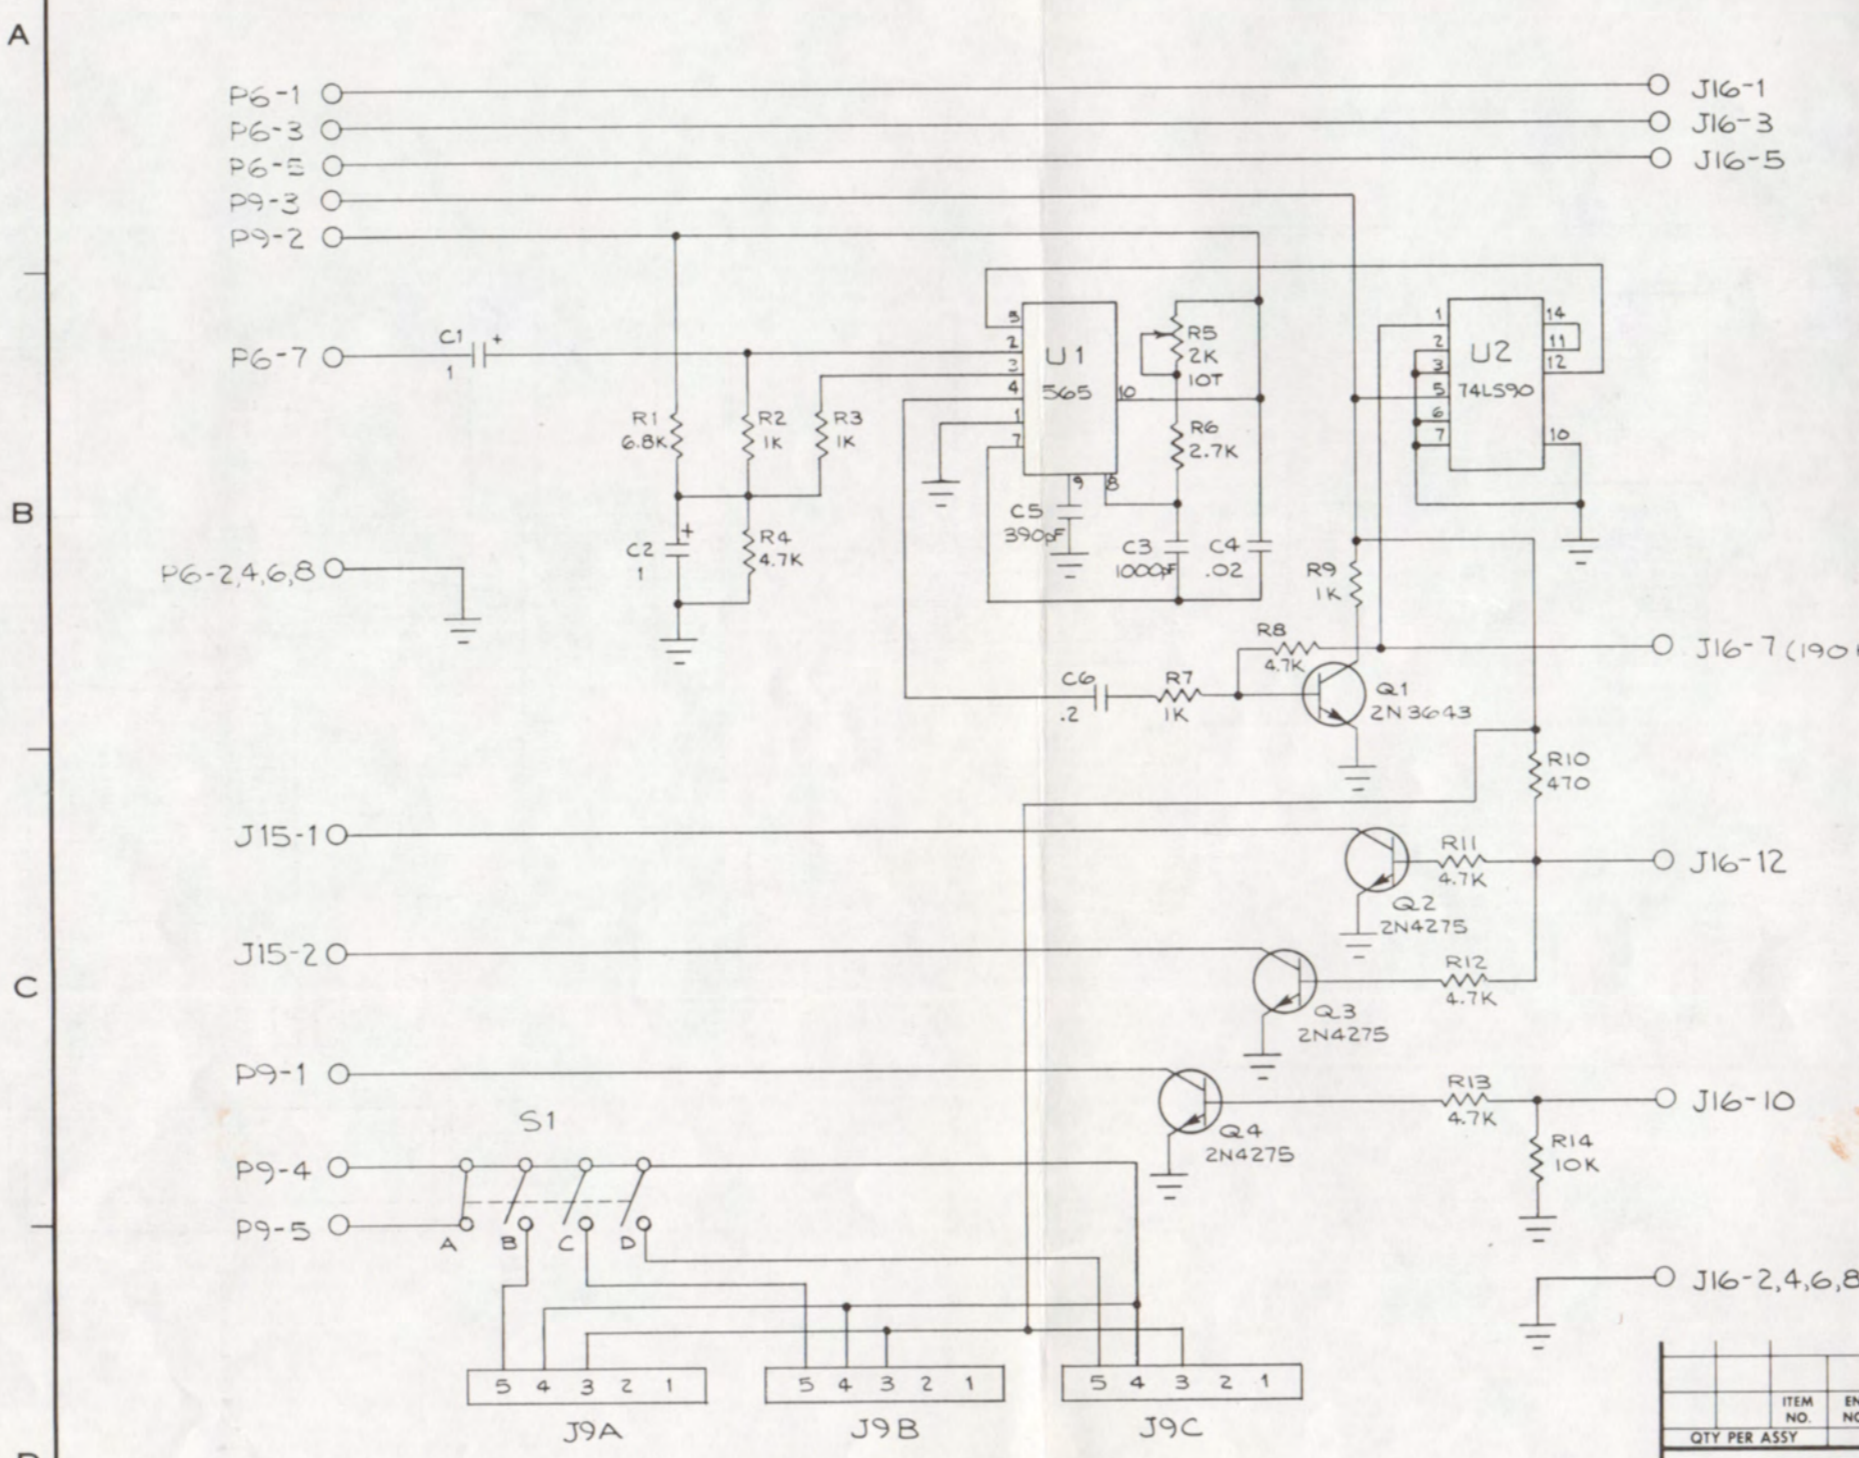 A
P6-1
J16-1
P6-3
J16-3
P6-5
J16-5
P9-3
P9-2
5
2
3
4
1
7
U1
565
10
9
8
R5
2K
10T
1
2
3
5
6
7
U2
74LS90
14
11
12
10
C1
+
1
P6-7
R1
6.8K
R2
1K
R3
1K
R6
2.7K
B
C5
390pF
C2
+
1
R4
4.7K
C3
1000pF
C4
.02
R9
1K
P6-2,4,6,8
R8
4.7K
J16-7 (190
C6
.2
R7
1K
Q1
2N3643
R10
470
J15-1
R11
4.7K
J16-12
Q2
2N4275
J15-2
R12
4.7K
C
Q3
2N4275
P9-1
R13
4.7K
J16-10
S1
Q4
2N4275
R14
10K
P9-4
P9-5
A
B
C
D
J16-2,4,6,8
5 4 3 2 1
5 4 3 2 1
5 4 3 2 1
J9A
J9B
J9C
ITEM
NO.
QTY PER ASSY